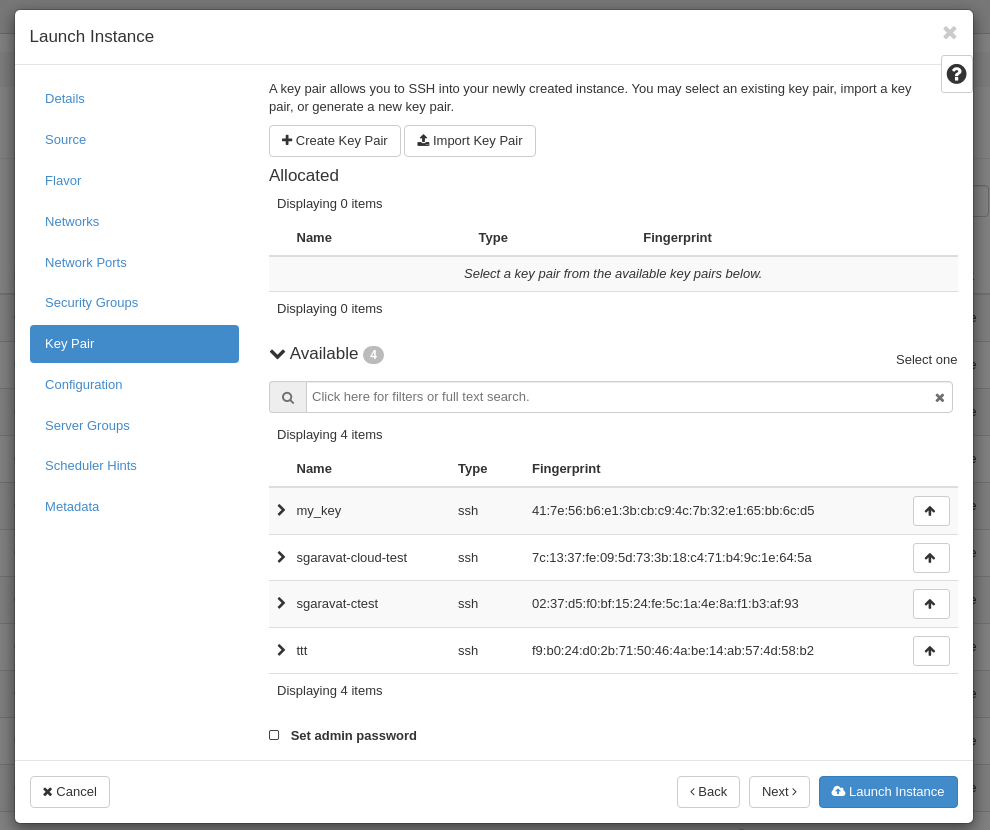 Launch Instance
Details
Source
Flavor
Networks
Network Ports
Security Groups
Key Pair
Configuration
Server Groups
Scheduler Hints
Metadata
A key pair allows you to SSH into your newly created instance. You may select an existing key pair, import a key
pair, or generate a new key pair.
Create Key Pair Import Key Pair
Allocated
Displaying 0 items
Name Type Fingerprint
Select a key pair from the available key pairs below.
Displaying 0 items
Available 4 Select one
Click here for filters or full text search.
Displaying 4 items
Name Type Fingerprint
my_key ssh 41:7e:56:b6:e1:3b:cb:c9:4c:7b:32:e1:65:bb:6c:d5
sgaravat-cloud-test ssh 7c:13:37:fe:09:5d:73:3b:18:c4:71:b4:9c:1e:64:5a
sgaravat-ctest ssh 02:37:d5:f0:bf:15:24:fe:5c:1a:4e:8a:f1:b3:af:93
ttt ssh f9:b0:24:d0:2b:71:50:46:4a:be:14:ab:57:4d:58:b2
Displaying 4 items
Set admin password
Cancel Back Next Launch Instance